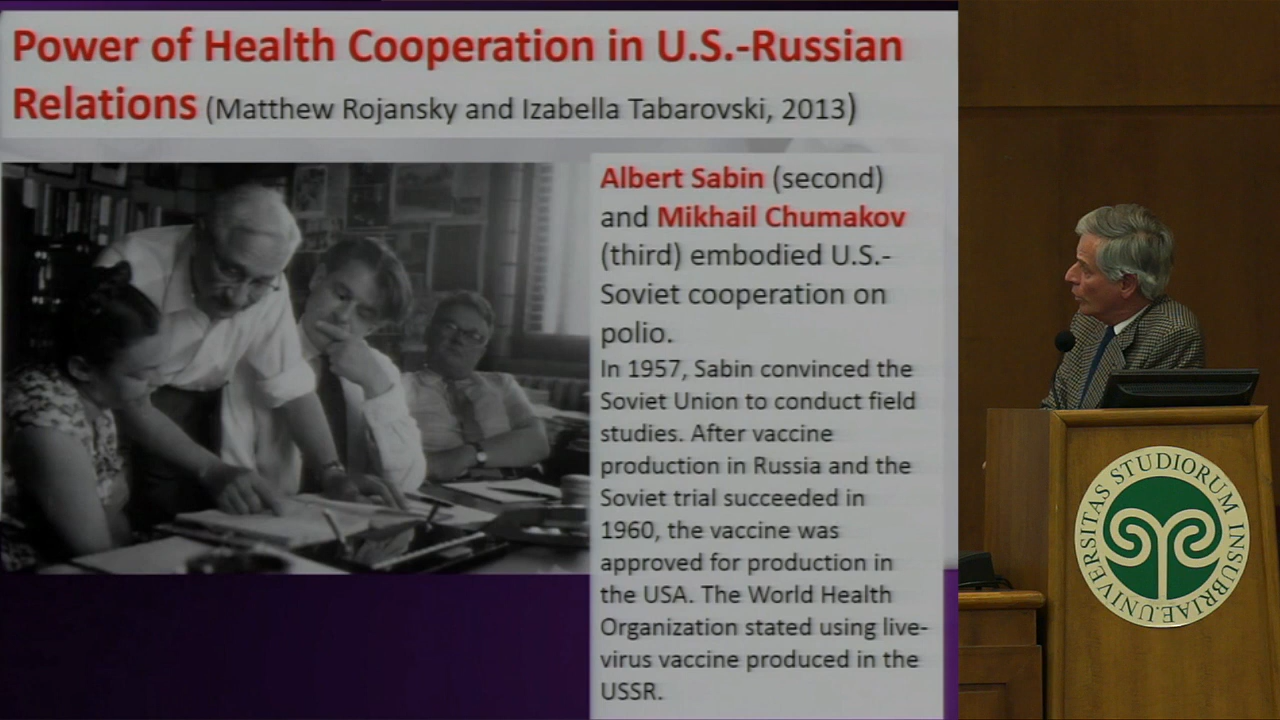 Power of Health Cooperation in U.S.-Russian
Relations (Matthew Rojansky and Izabella Tabarovski, 2013)
Albert Sabin (second)
and Mikhail Chumakov
(third) embodied U.S.-
Soviet cooperation on
polio.
In 1957, Sabin convinced the
Soviet Union to conduct field
studies. After vaccine
production in Russia and the
Soviet trial succeeded in
1960, the vaccine was
approved for production in
the USA. The World Health
Organization stated using live-
virus vaccine produced in the
USSR.
UNIVERSITAS STUDIORUM INSUBRIAE